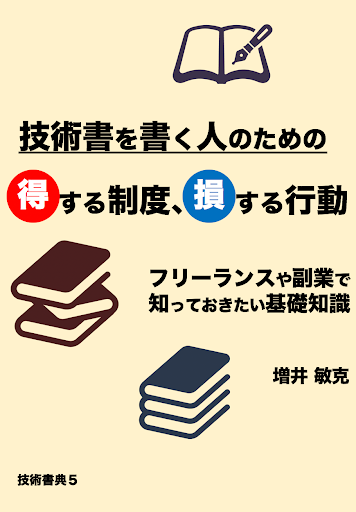 技術書を書く人のための
得する制度、損する行動
フリーランスや副業で
知っておきたい基礎知識
増井 敏克
技術書典５